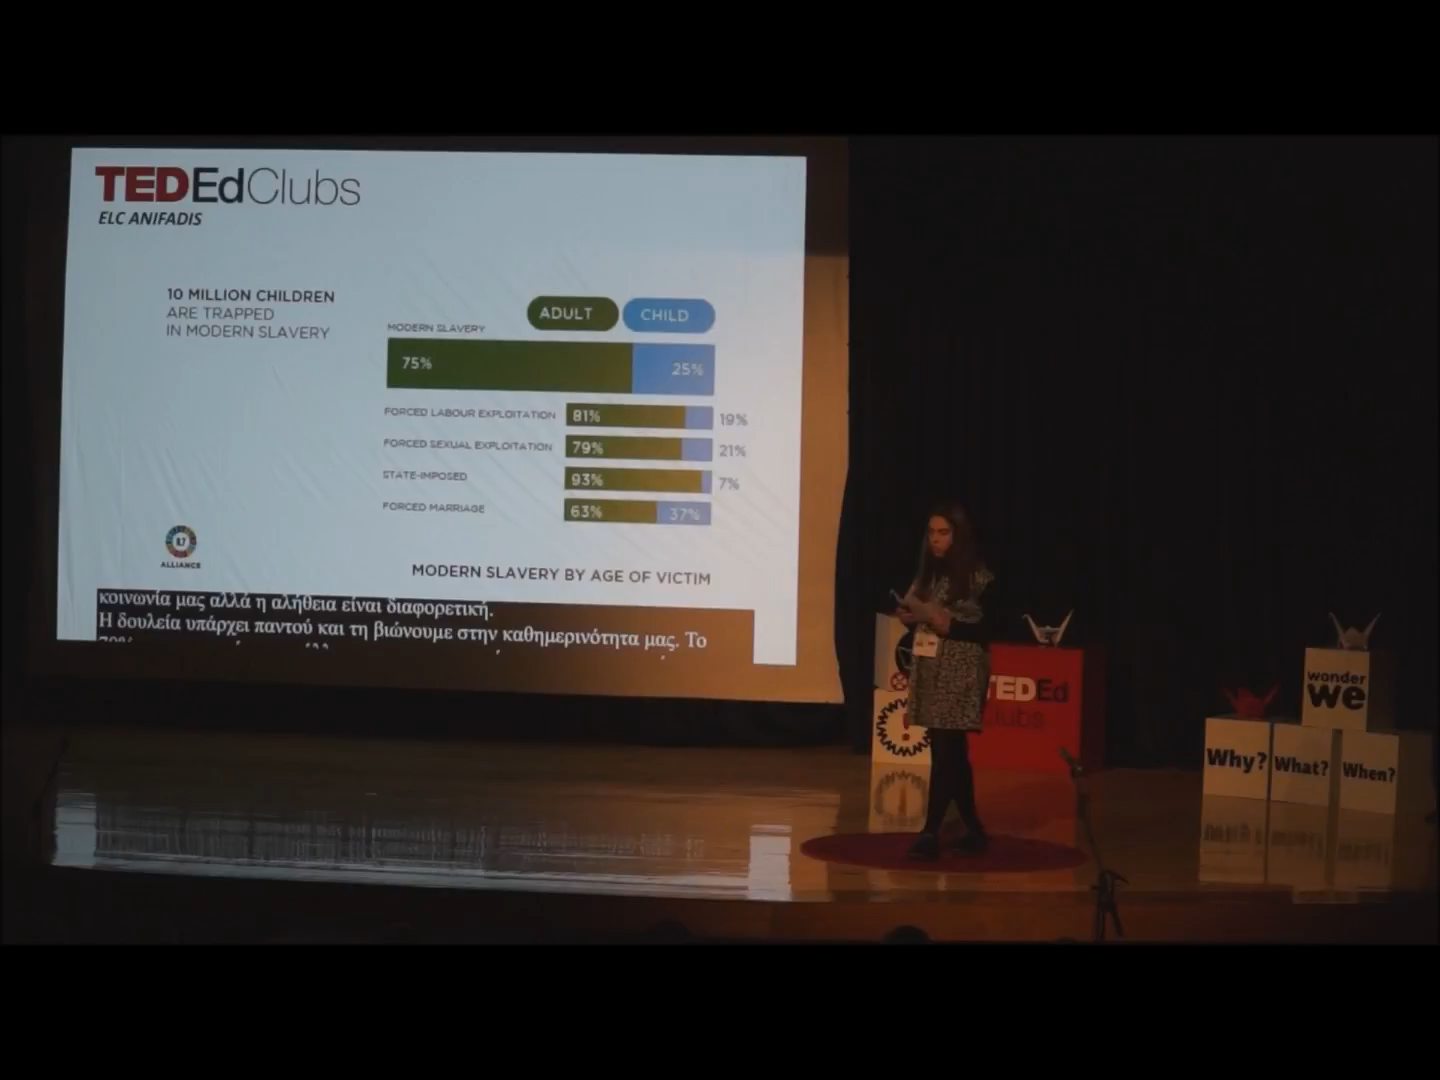 TEDEdClubs
ELC ANIFADIS
10 MILLION CHILDREN
ARE TRAPPED
IN MODERN SLAVERY
ADULT CHILD
MODERN SLAVERY
75% 25%
FORCED LABOUR EXPLOITATION 81% 19%
FORCED SEXUAL EXPLOITATION 79% 21%
STATE-IMPOSED 93% 7%
FORCED MARRIAGE 63% 37%
8.7
ALLIANCE
MODERN SLAVERY BY AGE OF VICTIM
κοινωνία μας αλλά η αλήθεια είναι διαφορετική.
Η δουλεία υπάρχει παντού και τη βιώνουμε στην καθημερινότητα μας. Το
TEDEd
Clubs
wonder
we
Why? What? When?